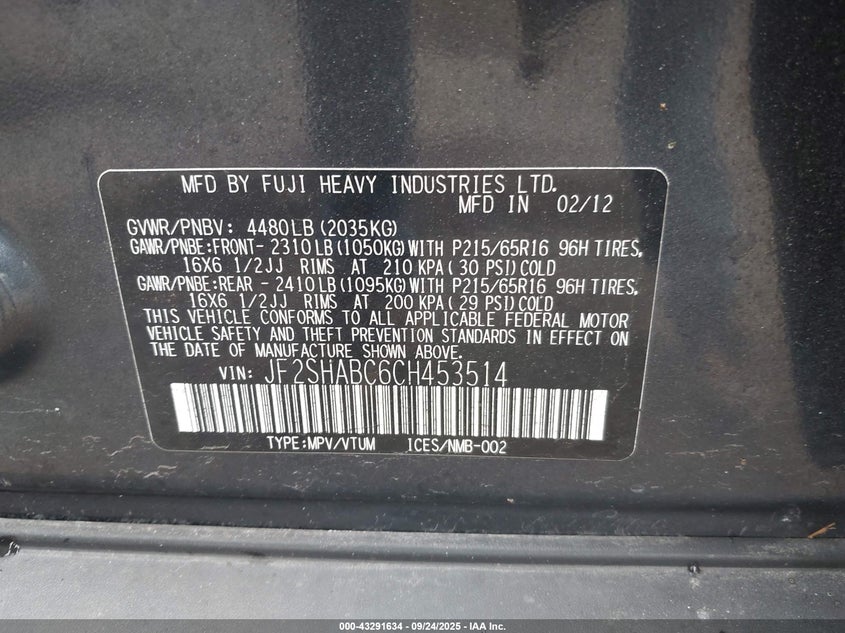 MFD BY FUJI HEAVY INDUSTRIES LTD.
MFD IN 02/12
GVWR/PNBV: 4480LB(2035KG)
GAWR/PNBE:FRONT- 2310LB(1050KG)WITH P215/65R16 96H TIRES,
16X6 1/2JJ RIMS AT 210KPA(30 PSI)COLD
GAWR/PNBE:REAR - 2410LB(1095KG)WITH P215/65R16 96H TIRES,
16X6 1/2JJ RIMS AT 200KPA(29 PSI)COLD
THIS VEHICLE CONFORMS TO ALL APPLICABLE FEDERAL MOTOR
VEHICLE SAFETY AND THEFT PREVENTION STANDARDS IN EFFECT ON
THE DATE OF MANUFACTURE SHOWN ABOVE.
VIN: JF2SHABC6CH453514
TYPE:MPV/VTUM ICES/NMB-002
000-43291634 - 09/24/2025 - IAA Inc.